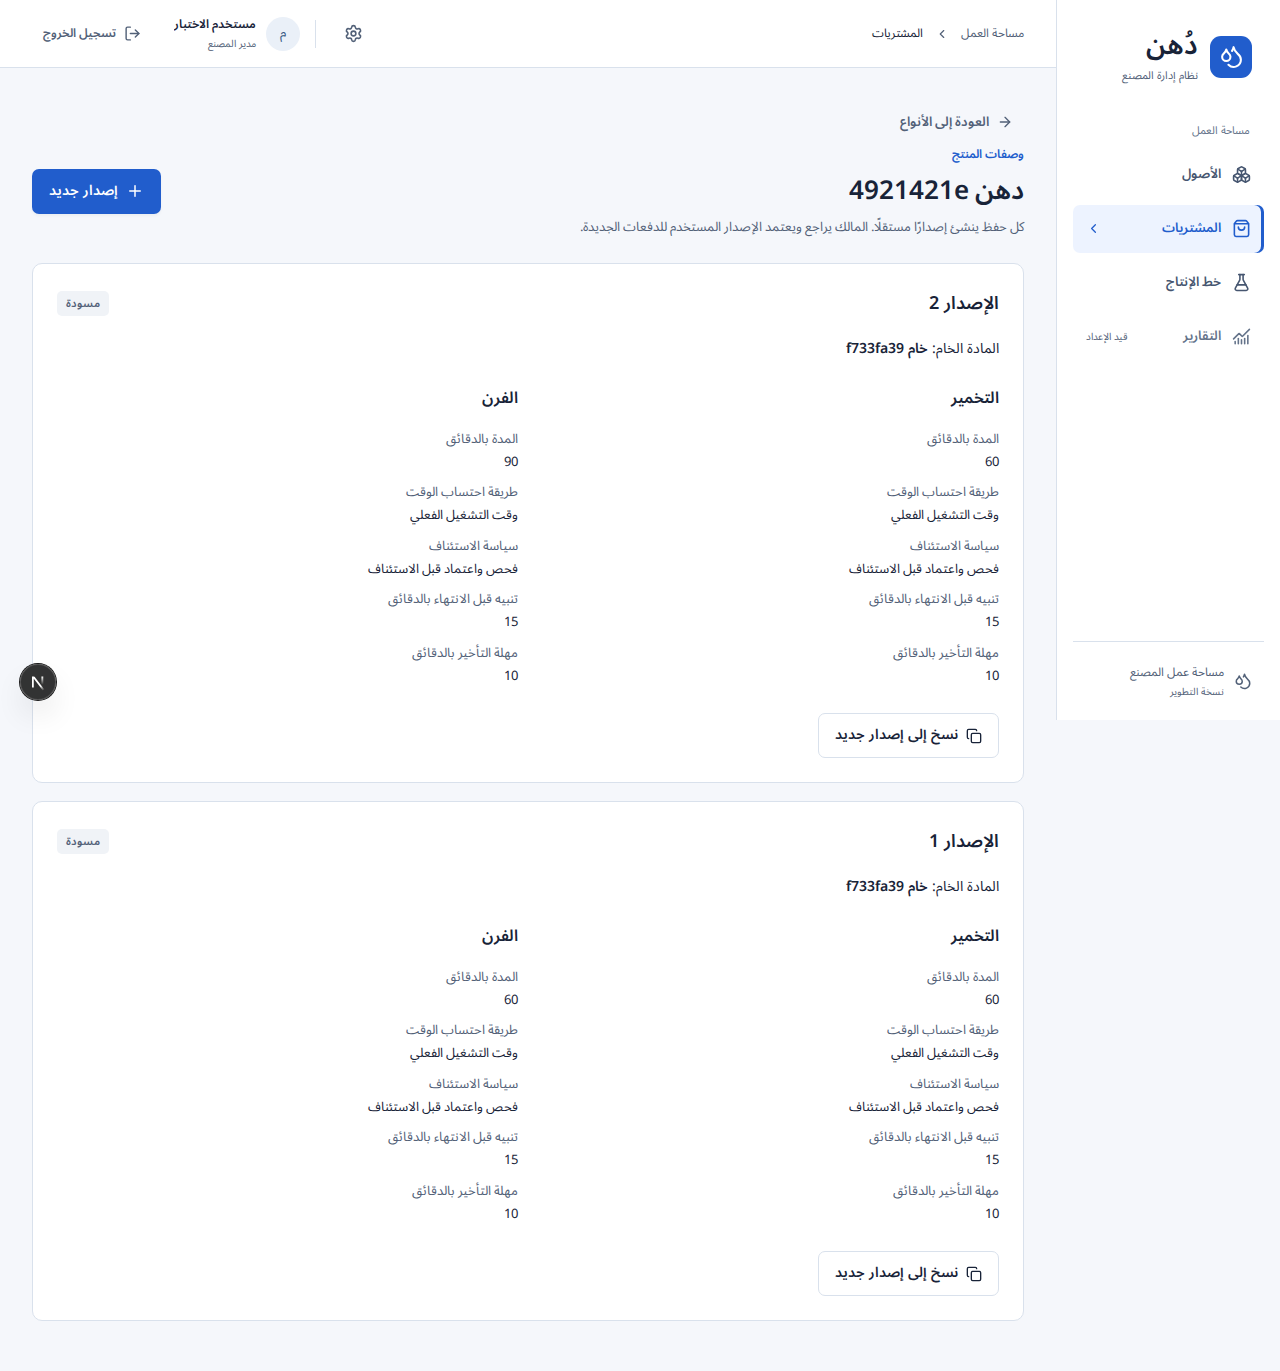 دُهن
نظام إدارة المصنع
مساحة العمل
الأصول
المشتريات
خط الإنتاج
التقارير
قيد الإعداد
مساحة عمل المصنع
نسخة التطوير
مساحة العمل
المشتريات
م
مستخدم الاختبار
مدير المصنع
تسجيل الخروج
العودة إلى الأنواع
وصفات المنتج
دهن 4921421e
إصدار جديد
كل حفظ ينشئ إصدارًا مستقلًا. المالك يراجع ويعتمد الإصدار المستخدم للدفعات الجديدة.
الإصدار 2
مسودة
المادة الخام: خام f733fa39
التخمير
المدة بالدقائق
60
طريقة احتساب الوقت
وقت التشغيل الفعلي
سياسة الاستئناف
فحص واعتماد قبل الاستئناف
تنبيه قبل الانتهاء بالدقائق
15
مهلة التأخير بالدقائق
10
الفرن
المدة بالدقائق
90
طريقة احتساب الوقت
وقت التشغيل الفعلي
سياسة الاستئناف
فحص واعتماد قبل الاستئناف
تنبيه قبل الانتهاء بالدقائق
15
مهلة التأخير بالدقائق
10
نسخ إلى إصدار جديد
الإصدار 1
مسودة
المادة الخام: خام f733fa39
التخمير
المدة بالدقائق
60
طريقة احتساب الوقت
وقت التشغيل الفعلي
سياسة الاستئناف
فحص واعتماد قبل الاستئناف
تنبيه قبل الانتهاء بالدقائق
15
مهلة التأخير بالدقائق
10
الفرن
المدة بالدقائق
60
طريقة احتساب الوقت
وقت التشغيل الفعلي
سياسة الاستئناف
فحص واعتماد قبل الاستئناف
تنبيه قبل الانتهاء بالدقائق
15
مهلة التأخير بالدقائق
10
نسخ إلى إصدار جديد
N